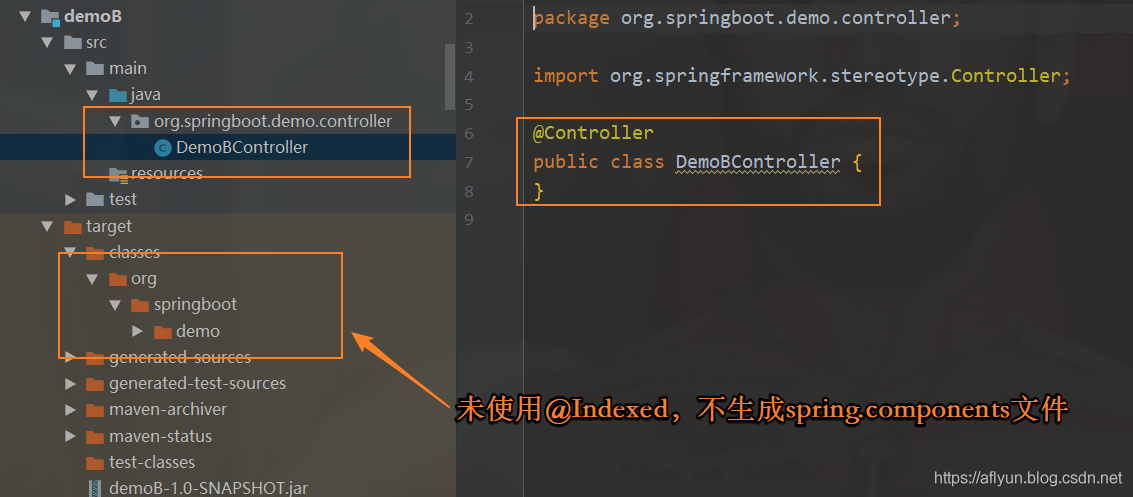 demoB
src
main
java
org.springboot.demo.controller
DemoBController
resources
test
target
classes
org
springboot
demo
generated-sources
generated-test-sources
maven-archiver
maven-status
test-classes
demoB-1.0-SNAPSHOT.jar
2 package org.springboot.demo.controller;
3
4 import org.springframework.stereotype.Controller;
5
6 @Controller
7 public class DemoBController {
8 }
9
未使用@Indexed，不生成spring.components文件
https://aflyun.blog.csdn.net